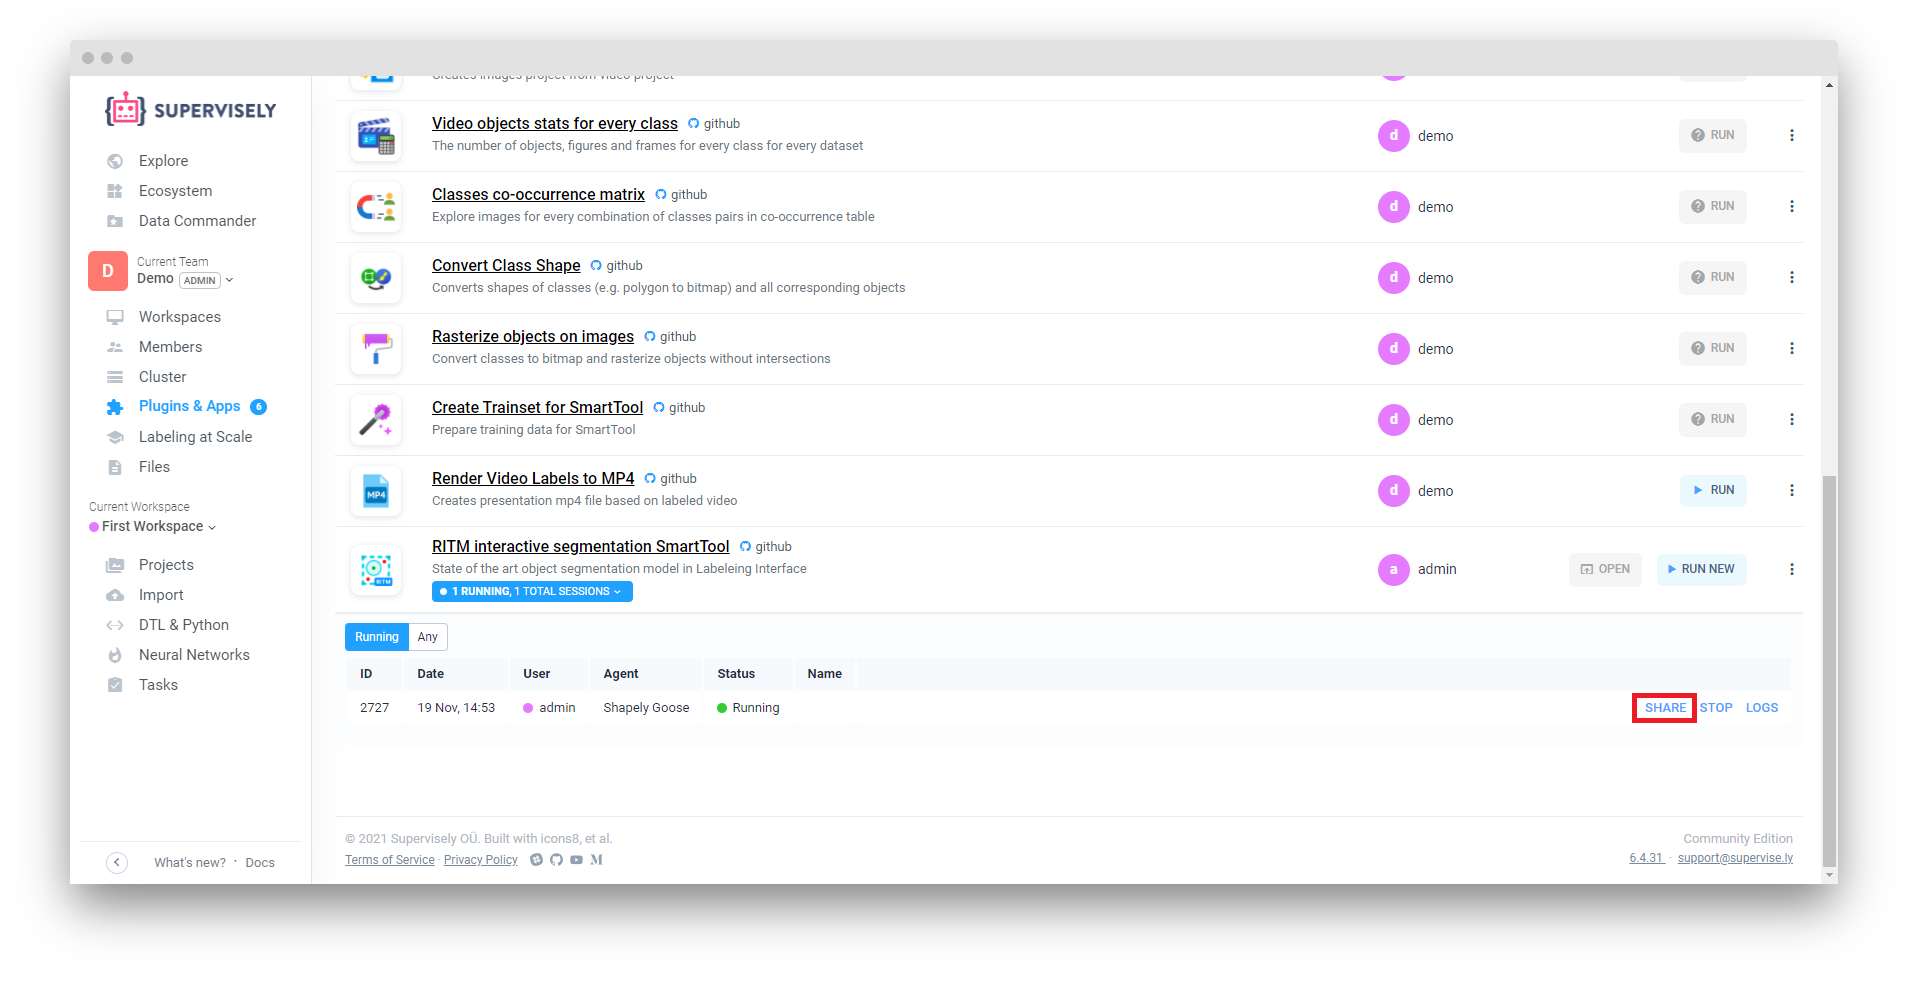 SUPERVISELY
Explore
Ecosystem
Data Commander
D
Current Team
Demo ADMIN
Workspaces
Members
Cluster
Plugins & Apps 6
Labeling at Scale
Files
Current Workspace
First Workspace
Projects
Import
DTL & Python
Neural Networks
Tasks
What's new? · Docs
Creates images project from video project
Video objects stats for every class github
The number of objects, figures and frames for every class for every dataset
d demo
RUN
Classes co-occurrence matrix github
Explore images for every combination of classes pairs in co-occurrence table
d demo
RUN
Convert Class Shape github
Converts shapes of classes (e.g. polygon to bitmap) and all corresponding objects
d demo
RUN
Rasterize objects on images github
Convert classes to bitmap and rasterize objects without intersections
d demo
RUN
Create Trainset for SmartTool github
Prepare training data for SmartTool
d demo
RUN
MP4
Render Video Labels to MP4 github
Creates presentation mp4 file based on labeled video
d demo
RUN
RITM
RITM interactive segmentation SmartTool github
State of the art object segmentation model in Labeleing Interface
1 RUNNING, 1 TOTAL SESSIONS
a admin
OPEN
RUN NEW
Running Any
ID Date User Agent Status Name
2727 19 Nov, 14:53 admin Shapely Goose Running SHARE STOP LOGS
© 2021 Supervisely OÜ. Built with icons8, et al.
Terms of Service · Privacy Policy
Community Edition
6.4.31 · support@supervise.ly